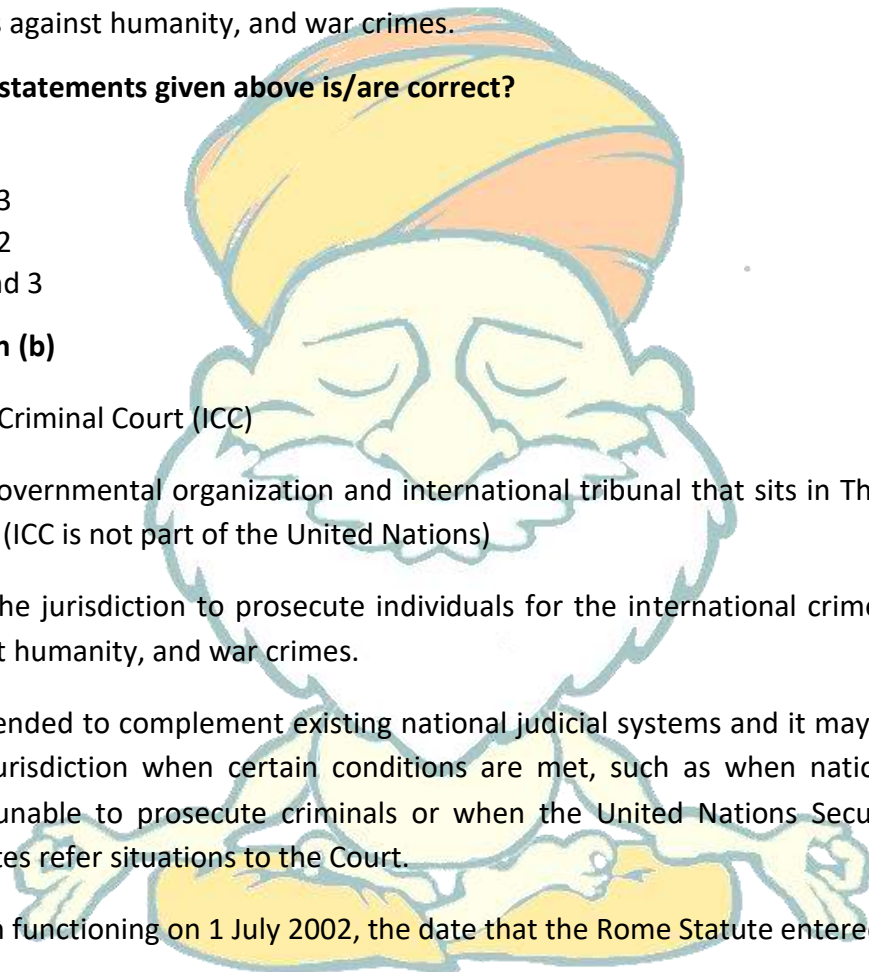 s against humanity, and war crimes.
statements given above is/are correct?
3
2
nd 3
n (b)
Criminal Court (ICC)
overnmental organization and international tribunal that sits in Th
(ICC is not part of the United Nations)
he jurisdiction to prosecute individuals for the international crime
t humanity, and war crimes.
ended to complement existing national judicial systems and it may
urisdiction when certain conditions are met, such as when natio
unable to prosecute criminals or when the United Nations Secu
tes refer situations to the Court.
n functioning on 1 July 2002, the date that the Rome Statute entered